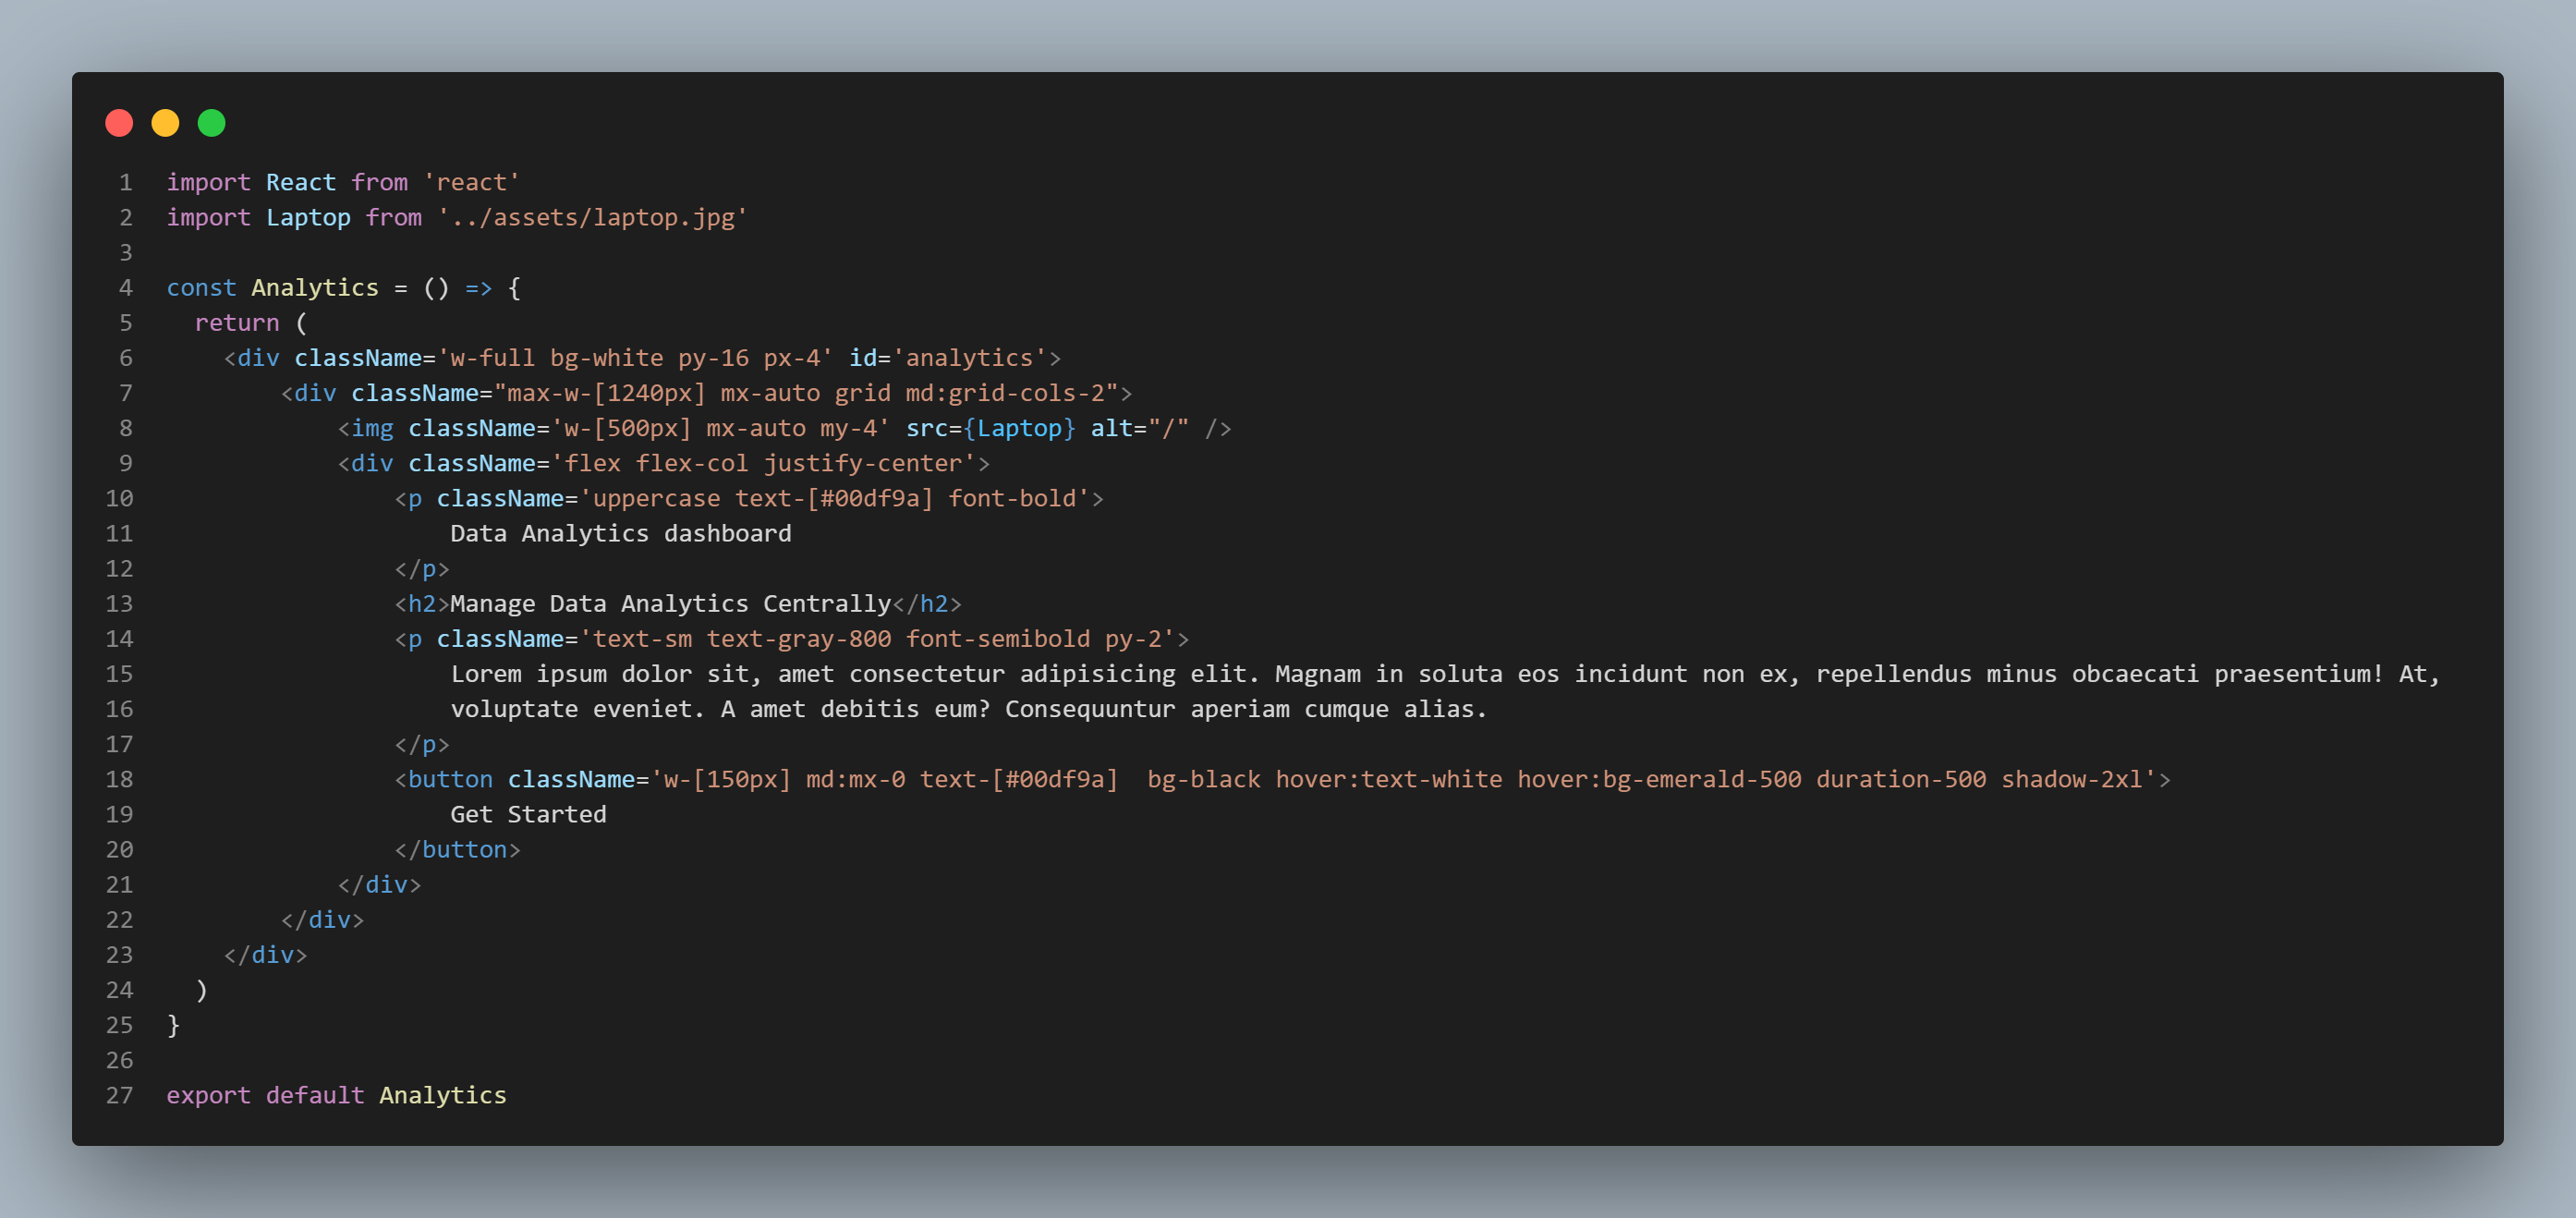 1 import React from 'react'
2 import Laptop from '../assets/laptop.jpg'
3
4 const Analytics = () => {
5   return (
6     <div className='w-full bg-white py-16 px-4' id='analytics'>
7         <div className="max-w-[1240px] mx-auto grid md:grid-cols-2">
8             <img className='w-[500px] mx-auto my-4' src={Laptop} alt="/" />
9             <div className='flex flex-col justify-center'>
10                 <p className='uppercase text-[#00df9a] font-bold'>
11                     Data Analytics dashboard
12                 </p>
13                 <h2>Manage Data Analytics Centrally</h2>
14                 <p className='text-sm text-gray-800 font-semibold py-2'>
15                     Lorem ipsum dolor sit, amet consectetur adipisicing elit. Magnam in soluta eos incidunt non ex, repellendus minus obcaecati praesentium! At,
16                     voluptate eveniet. A amet debitis eum? Consequuntur aperiam cumque alias.
17                 </p>
18                 <button className='w-[150px] md:mx-0 text-[#00df9a]  bg-black hover:text-white hover:bg-emerald-500 duration-500 shadow-2xl'>
19                     Get Started
20                 </button>
21             </div>
22         </div>
23     </div>
24   )
25 }
26
27 export default Analytics